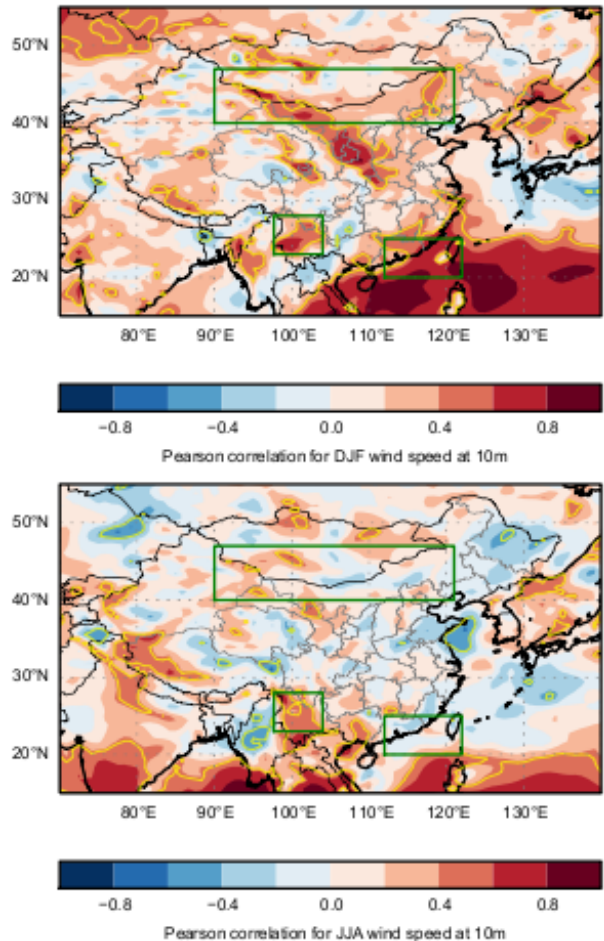 50°N
40°N
30°N
20°N
80°E 90°E 100°E 110°E 120°E 130°E
−0.8 −0.4 0.0 0.4 0.8
Pearson correlation for DJF wind speed at 10m
50°N
40°N
30°N
20°N
80°E 90°E 100°E 110°E 120°E 130°E
−0.8 −0.4 0.0 0.4 0.8
Pearson correlation for JJA wind speed at 10m